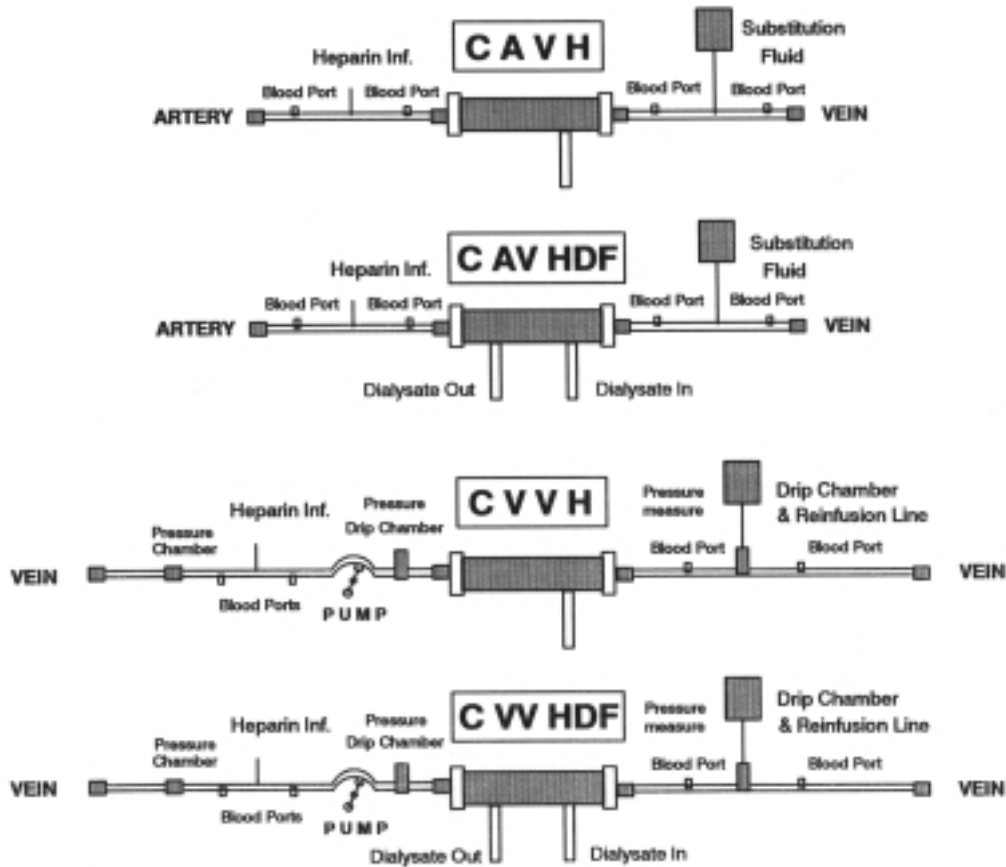 C A V H
Substitution
Fluid
Heparin Inf.
Blood Port
Blood Port
Blood Port
Blood Port
ARTERY
VEIN
C AV HDF
Substitution
Fluid
Heparin Inf.
Blood Port
Blood Port
Blood Port
Blood Port
ARTERY
VEIN
Dialysate Out
Dialysate In
C V V H
Pressure
measure
Drip Chamber
& Reinfusion Line
Heparin Inf.
Pressure
Drip Chamber
Pressure
Chamber
Blood Port
Blood Port
VEIN
VEIN
Blood Ports
P U M P
C VV HDF
Pressure
measure
Drip Chamber
& Reinfusion Line
Heparin Inf.
Pressure
Drip Chamber
Pressure
Chamber
Blood Port
Blood Port
VEIN
VEIN
Blood Ports
P U M P
Dialysate Out
Dialysate In